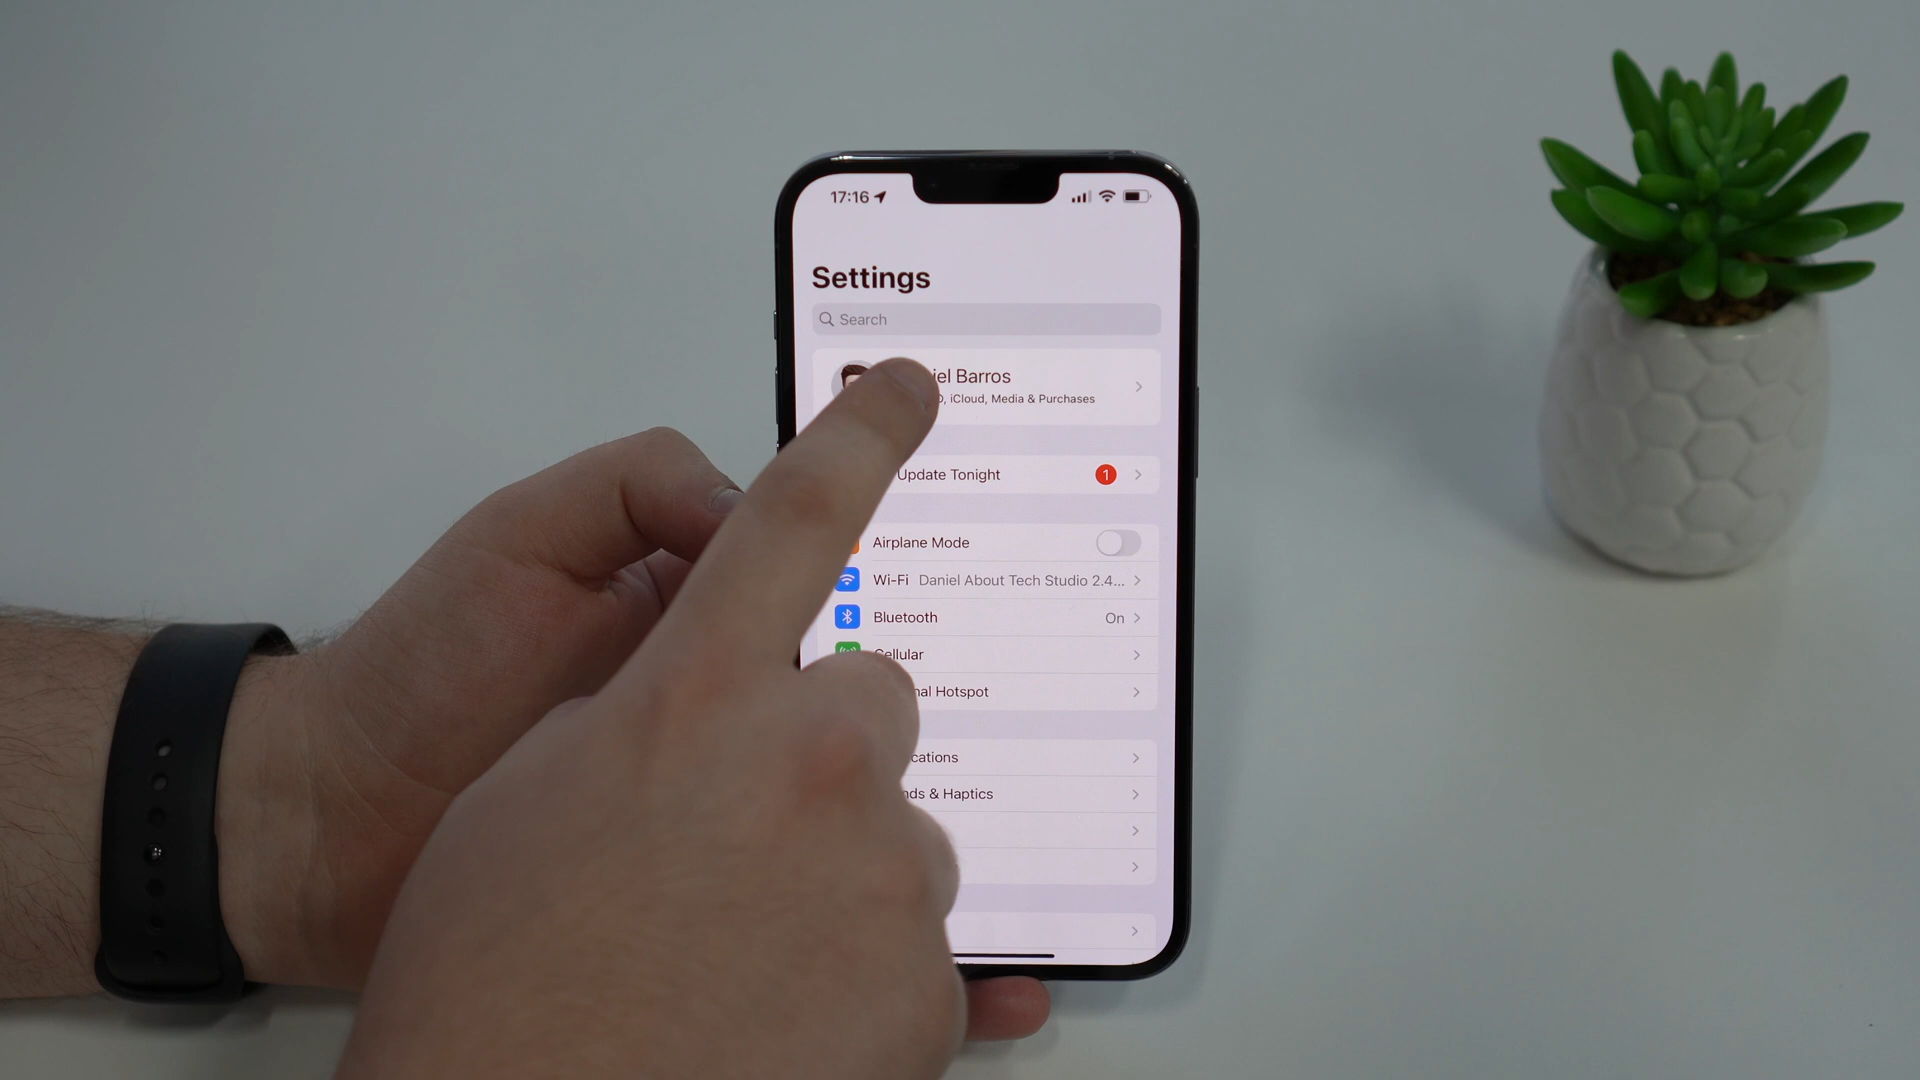 17:16
Settings
Search
iel Barros
, iCloud, Media & Purchases
Update Tonight
1
Airplane Mode
Wi-Fi Daniel About Tech Studio 2.4...
Bluetooth On
Cellular
nal Hotspot
cations
nds & Haptics